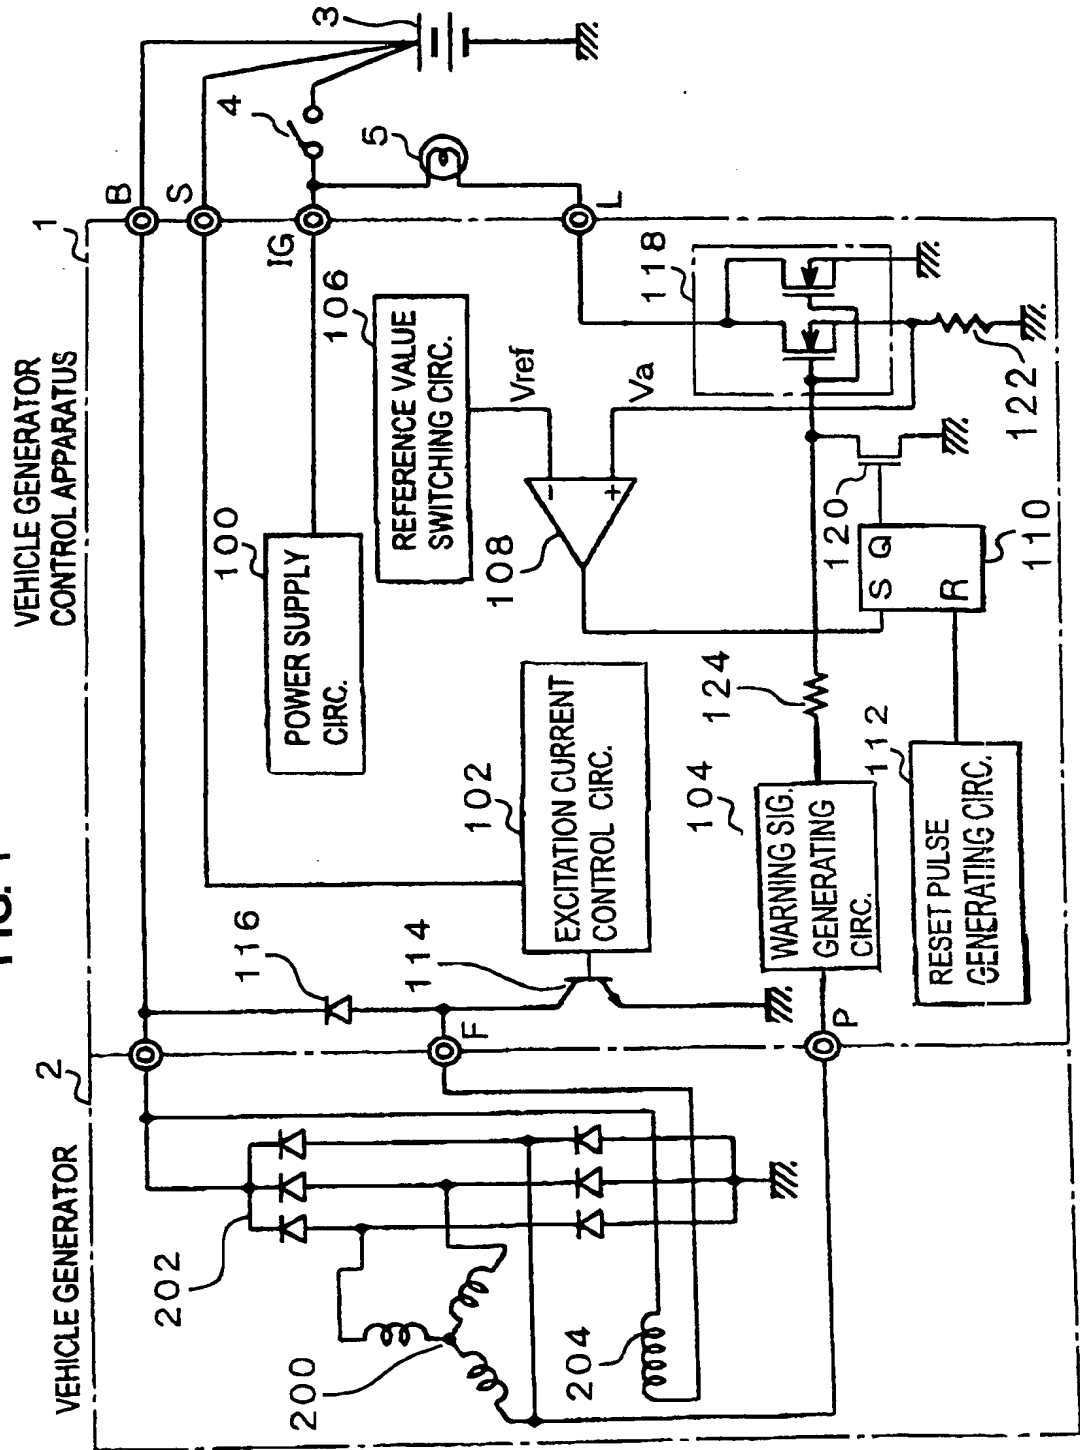 FIG. 1
VEHICLE GENERATOR
2
VEHICLE GENERATOR
CONTROL APPARATUS
1
B
S
IG
L
3
4
5
100
POWER SUPPLY
CIRC.
106
REFERENCE VALUE
SWITCHING CIRC.
Vref
Va
108
-
+
118
122
120
S
Q
R
110
102
EXCITATION CURRENT
CONTROL CIRC.
124
104
WARNING SIG.
GENERATING
CIRC.
112
RESET PULSE
GENERATING CIRC.
116
114
F
P
202
200
204